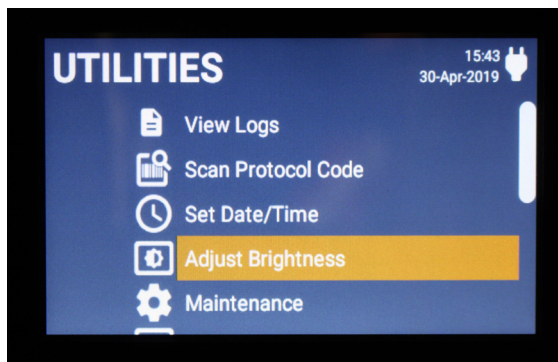 UTILITIES
15:43
30-Apr-2019
View Logs
Scan Protocol Code
Set Date/Time
Adjust Brightness
Maintenance